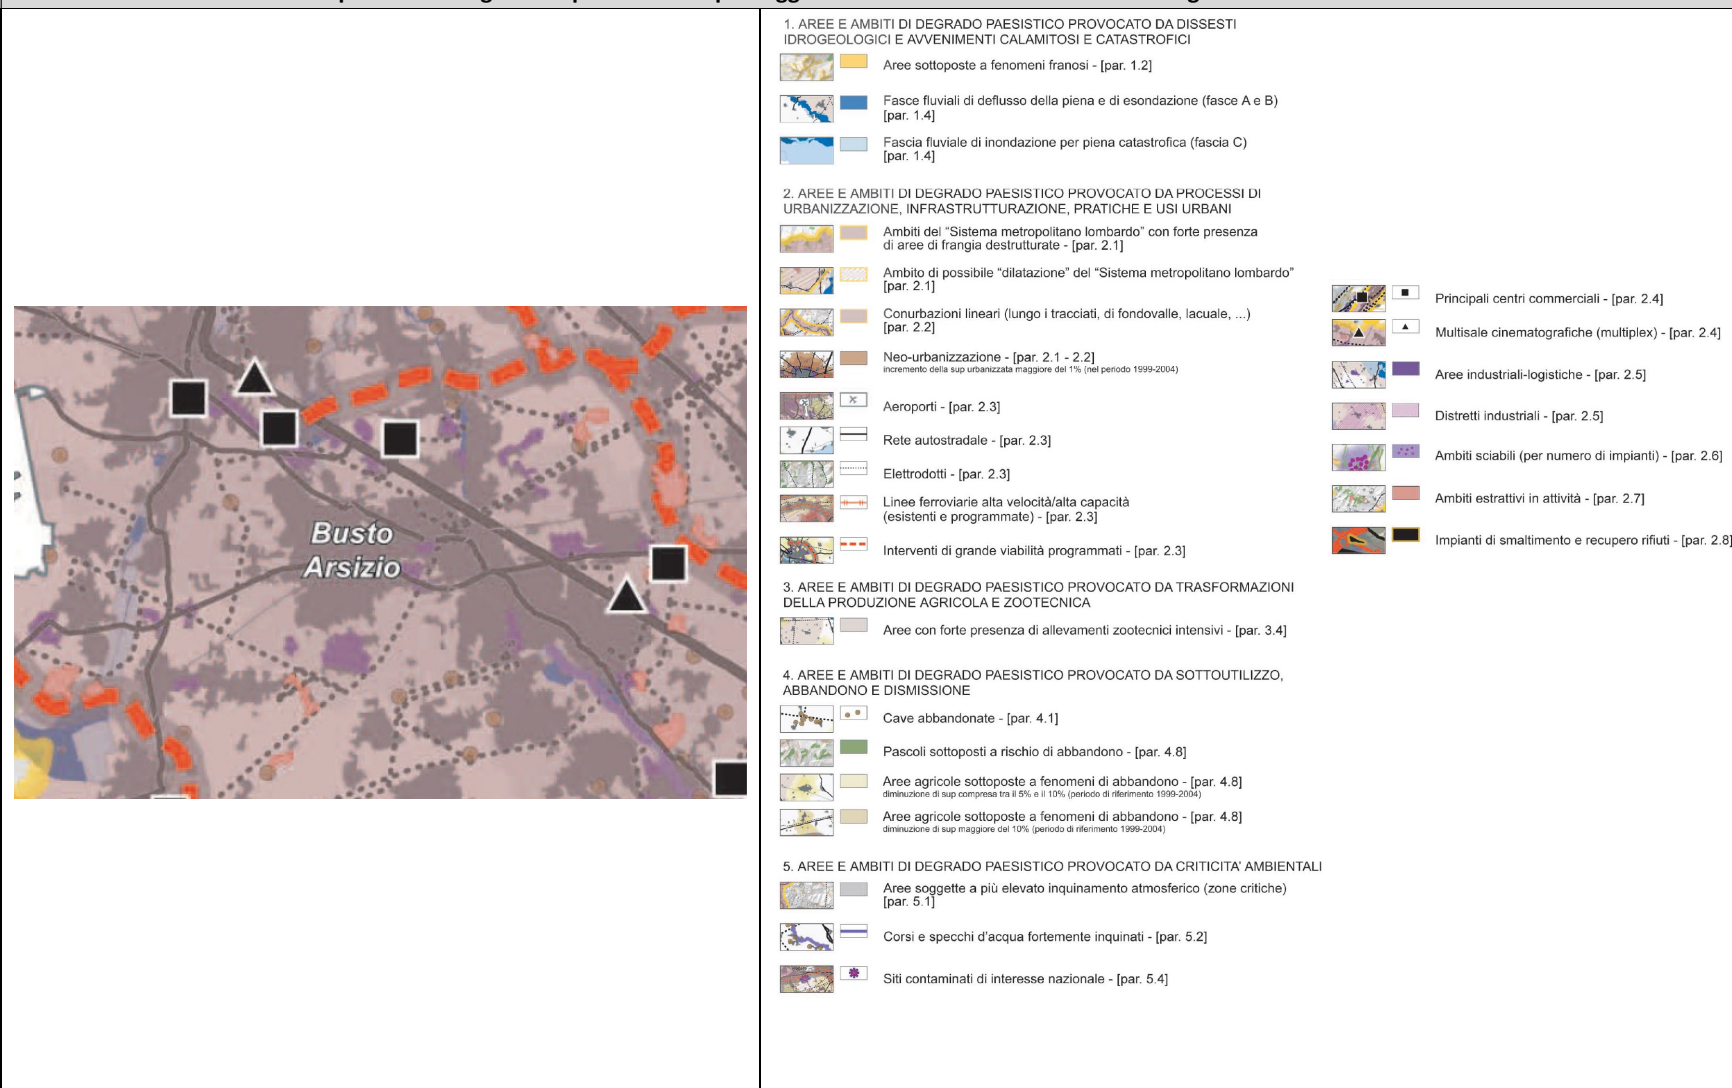 Busto
Arsizio
1. AREE E AMBITI DI DEGRADO PAESISTICO PROVOCATO DA DISSESTI
IDROGEOLOGICI E AVVENIMENTI CALAMITOSI E CATASTROFICI
Aree sottoposte a fenomeni franosi - [par. 1.2]
Fasce fluviali di deflusso della piena e di esondazione (fasce A e B)
[par. 1.4]
Fascia fluviale di inondazione per piena catastrofica (fascia C)
[par. 1.4]
2. AREE E AMBITI DI DEGRADO PAESISTICO PROVOCATO DA PROCESSI DI
URBANIZZAZIONE, INFRASTRUTTURAZIONE, PRATICHE E USI URBANI
Ambiti del "Sistema metropolitano lombardo" con forte presenza
di aree di frangia destrutturate - [par. 2.1]
Ambito di possibile "dilatazione" del "Sistema metropolitano lombardo"
[par. 2.1]
Conurbazioni lineari (lungo i tracciati, di fondovalle, lacuale, ...)
[par. 2.2]
Neo-urbanizzazione - [par. 2.1 - 2.2]
incremento della sup urbanizzata maggiore del 1% (nel periodo 1999-2004)
Aeroporti - [par. 2.3]
Rete autostradale - [par. 2.3]
Elettrodotti - [par. 2.3]
Linee ferroviarie alta velocità/alta capacità
(esistenti e programmate) - [par. 2.3]
Interventi di grande viabilità programmati - [par. 2.3]
Principali centri commerciali - [par. 2.4]
Multisale cinematografiche (multiplex) - [par. 2.4]
Aree industriali-logistiche - [par. 2.5]
Distretti industriali - [par. 2.5]
Ambiti sciabili (per numero di impianti) - [par. 2.6]
Ambiti estrattivi in attività - [par. 2.7]
Impianti di smaltimento e recupero rifiuti - [par. 2.8]
3. AREE E AMBITI DI DEGRADO PAESISTICO PROVOCATO DA TRASFORMAZIONI
DELLA PRODUZIONE AGRICOLA E ZOOTECNICA
Aree con forte presenza di allevamenti zootecnici intensivi - [par. 3.4]
4. AREE E AMBITI DI DEGRADO PAESISTICO PROVOCATO DA SOTTOUTILIZZO,
ABBANDONO E DISMISSIONE
Cave abbandonate - [par. 4.1]
Pascoli sottoposti a rischio di abbandono - [par. 4.8]
Aree agricole sottoposte a fenomeni di abbandono - [par. 4.8]
diminuzione di sup compresa tra il 5% e il 10% (periodo di riferimento 1999-2004)
Aree agricole sottoposte a fenomeni di abbandono - [par. 4.8]
diminuzione di sup maggiore del 10% (periodo di riferimento 1999-2004)
5. AREE E AMBITI DI DEGRADO PAESISTICO PROVOCATO DA CRITICITA' AMBIENTALI
Aree soggette a più elevato inquinamento atmosferico (zone critiche)
[par. 5.1]
Corsi e specchi d'acqua fortemente inquinati - [par. 5.2]
Siti contaminati di interesse nazionale - [par. 5.4]